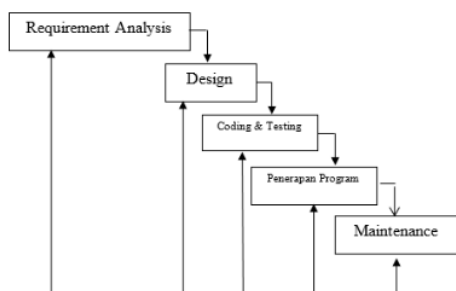 Requirement Analysis
Design
Coding & Testing
Penerapan Program
Maintenance